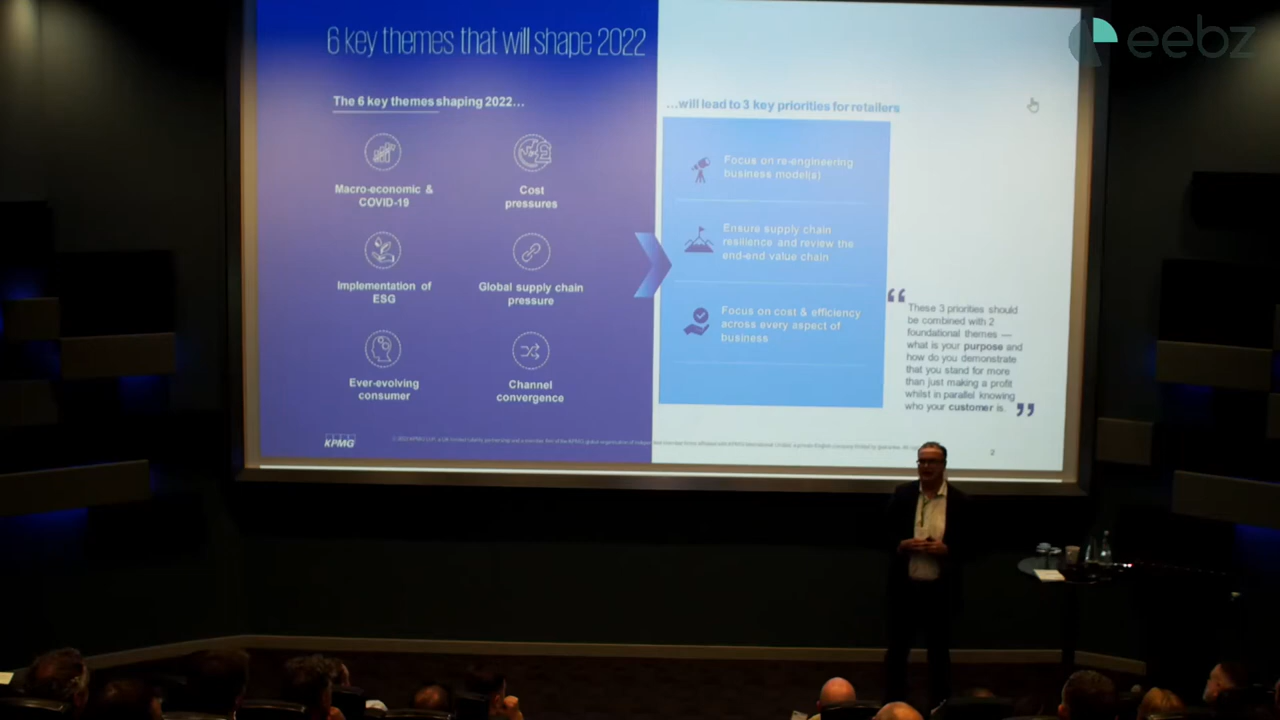 eebz
6 key themes that will shape 2022
The 6 key themes shaping 2022...
Macro-economic &
COVID-19
Cost
pressures
Implementation of
ESG
Global supply chain
pressure
Ever-evolving
consumer
Channel
convergence
KPMG
...will lead to 3 key priorities for retailers
Focus on re-engineering
business model(s)
Ensure supply chain
resilience and review the
end-end value chain
Focus on cost & efficiency
across every aspect of
business
“ These 3 priorities should
be combined with 2
foundational themes —
what is your purpose and
how do you demonstrate
that you stand for more
than just making a profit
whilst in parallel knowing
who your customer is. ”
2